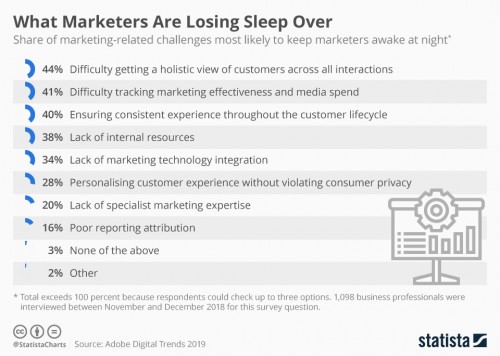 What Marketers Are Losing Sleep Over
Share of marketing-related challenges most likely to keep marketers awake at night*
44% Difficulty getting a holistic view of customers across all interactions
41% Difficulty tracking marketing effectiveness and media spend
40% Ensuring consistent experience throughout the customer lifecycle
38% Lack of internal resources
34% Lack of marketing technology integration
28% Personalising customer experience without violating consumer privacy
20% Lack of specialist marketing expertise
16% Poor reporting attribution
3% None of the above
2% Other
* Total exceeds 100 percent because respondents could check up to three options. 1,098 business professionals were
interviewed between November and December 2018 for this survey question.
@StatistaCharts Source: Adobe Digital Trends 2019
statista